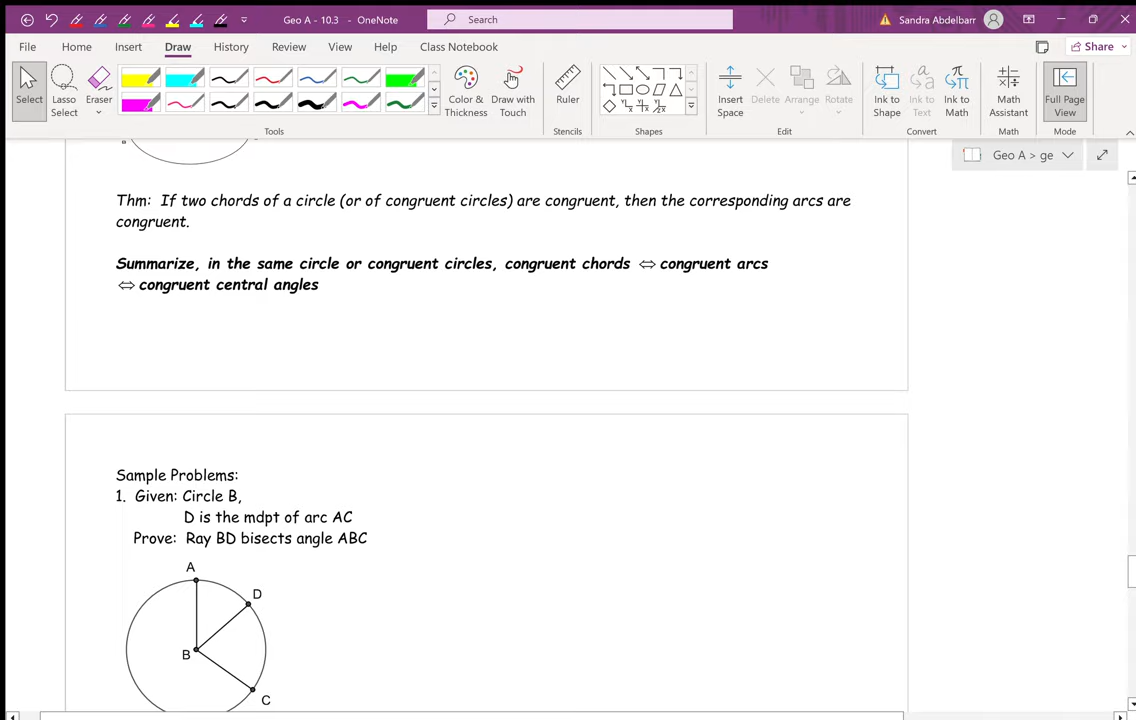 Geo A - 10.3 - OneNote
Search
Sandra Abdelbarr
File Home Insert Draw History Review View Help Class Notebook
Share
Select
Lasso Select
Eraser
Color & Thickness
Draw with Touch
Ruler
Insert Space
Delete
Arrange
Rotate
Ink to Shape
Ink to Text
Ink to Math
Math Assistant
Full Page View
Tools Stencils Shapes Edit Convert Math Mode
Geo A > ge
Thm: If two chords of a circle (or of congruent circles) are congruent, then the corresponding arcs are
congruent.
Summarize, in the same circle or congruent circles, congruent chords ⇔ congruent arcs
⇔ congruent central angles
Sample Problems:
1. Given: Circle B,
D is the mdpt of arc AC
Prove: Ray BD bisects angle ABC
A
D
B
C